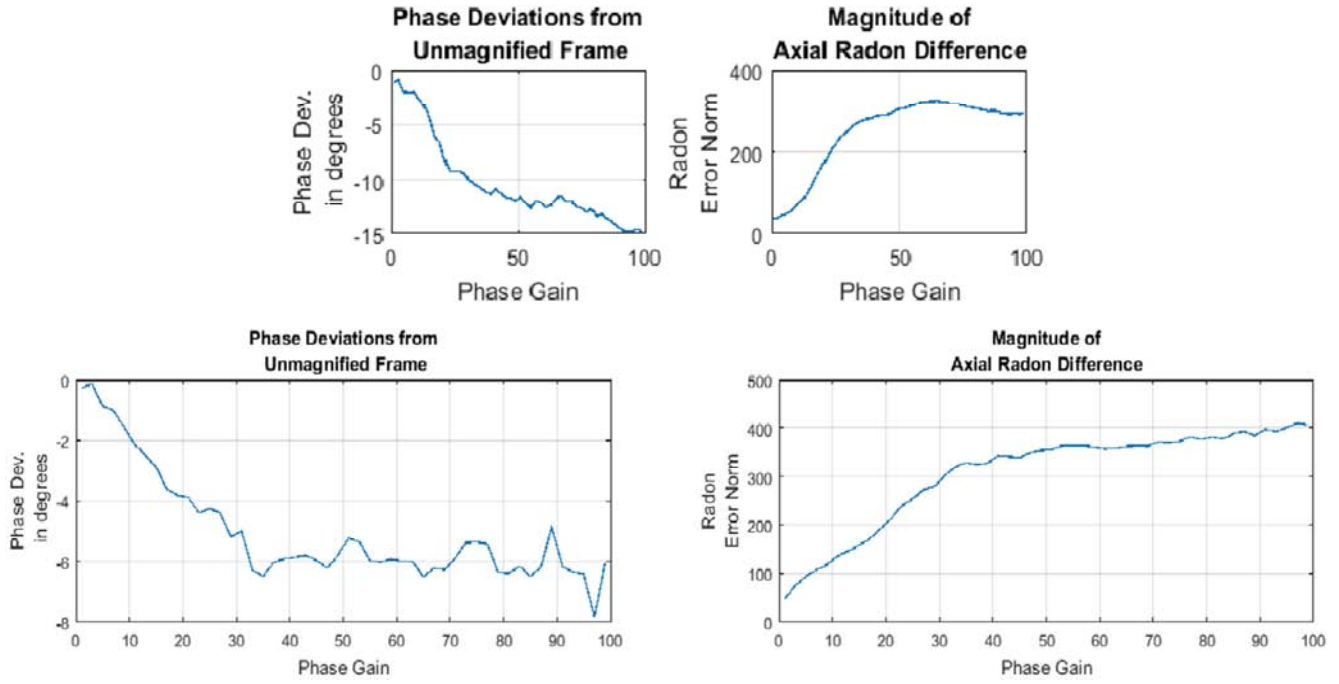 Phase Deviations from
Unmagnified Frame
Phase Dev.
in degrees
0
-5
-10
-15
0
50
100
Phase Gain
Magnitude of
Axial Radon Difference
Radon
Error Norm
400
200
0
0
50
100
Phase Gain
Phase Deviations from
Unmagnified Frame
Phase Dev.
in degrees
0
-2
-4
-6
-8
0 10 20 30 40 50 60 70 80 90 100
Phase Gain
Magnitude of
Axial Radon Difference
Radon
Error Norm
500
400
300
200
100
0
0 10 20 30 40 50 60 70 80 90 100
Phase Gain